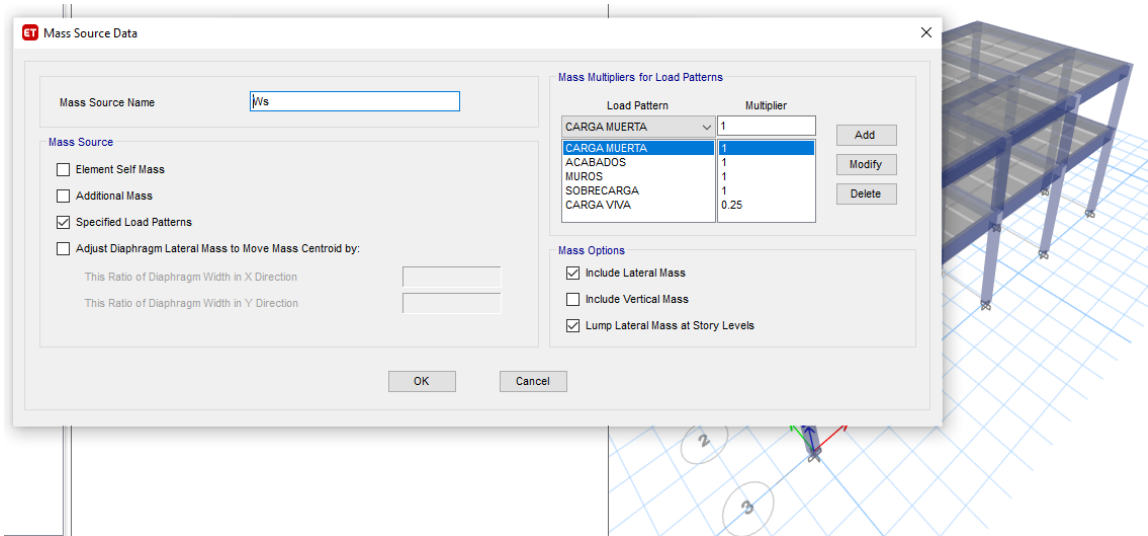 ET Mass Source Data
Mass Source Name Ws
Mass Source
Element Self Mass
Additional Mass
Specified Load Patterns
Adjust Diaphragm Lateral Mass to Move Mass Centroid by:
This Ratio of Diaphragm Width in X Direction
This Ratio of Diaphragm Width in Y Direction
Mass Multipliers for Load Patterns
Load Pattern Multiplier
CARGA MUERTA 1
CARGA MUERTA 1
ACABADOS 1
MUROS 1
SOBRECARGA 1
CARGA VIVA 0.25
Add
Modify
Delete
Mass Options
Include Lateral Mass
Include Vertical Mass
Lump Lateral Mass at Story Levels
OK Cancel
2
3